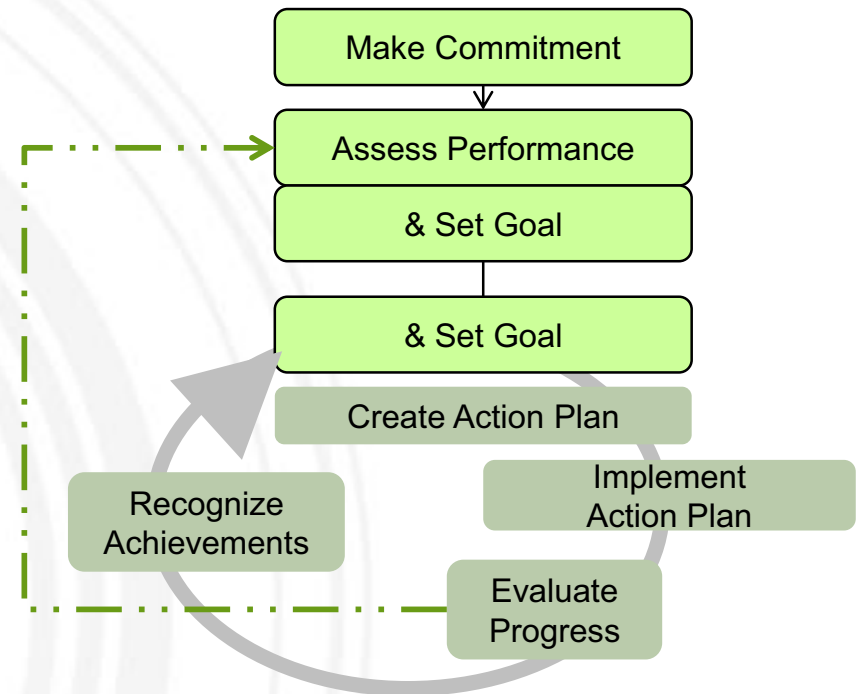 Make Commitment
Assess Performance
& Set Goal
& Set Goal
Create Action Plan
Implement
Action Plan
Recognize
Achievements
Evaluate
Progress